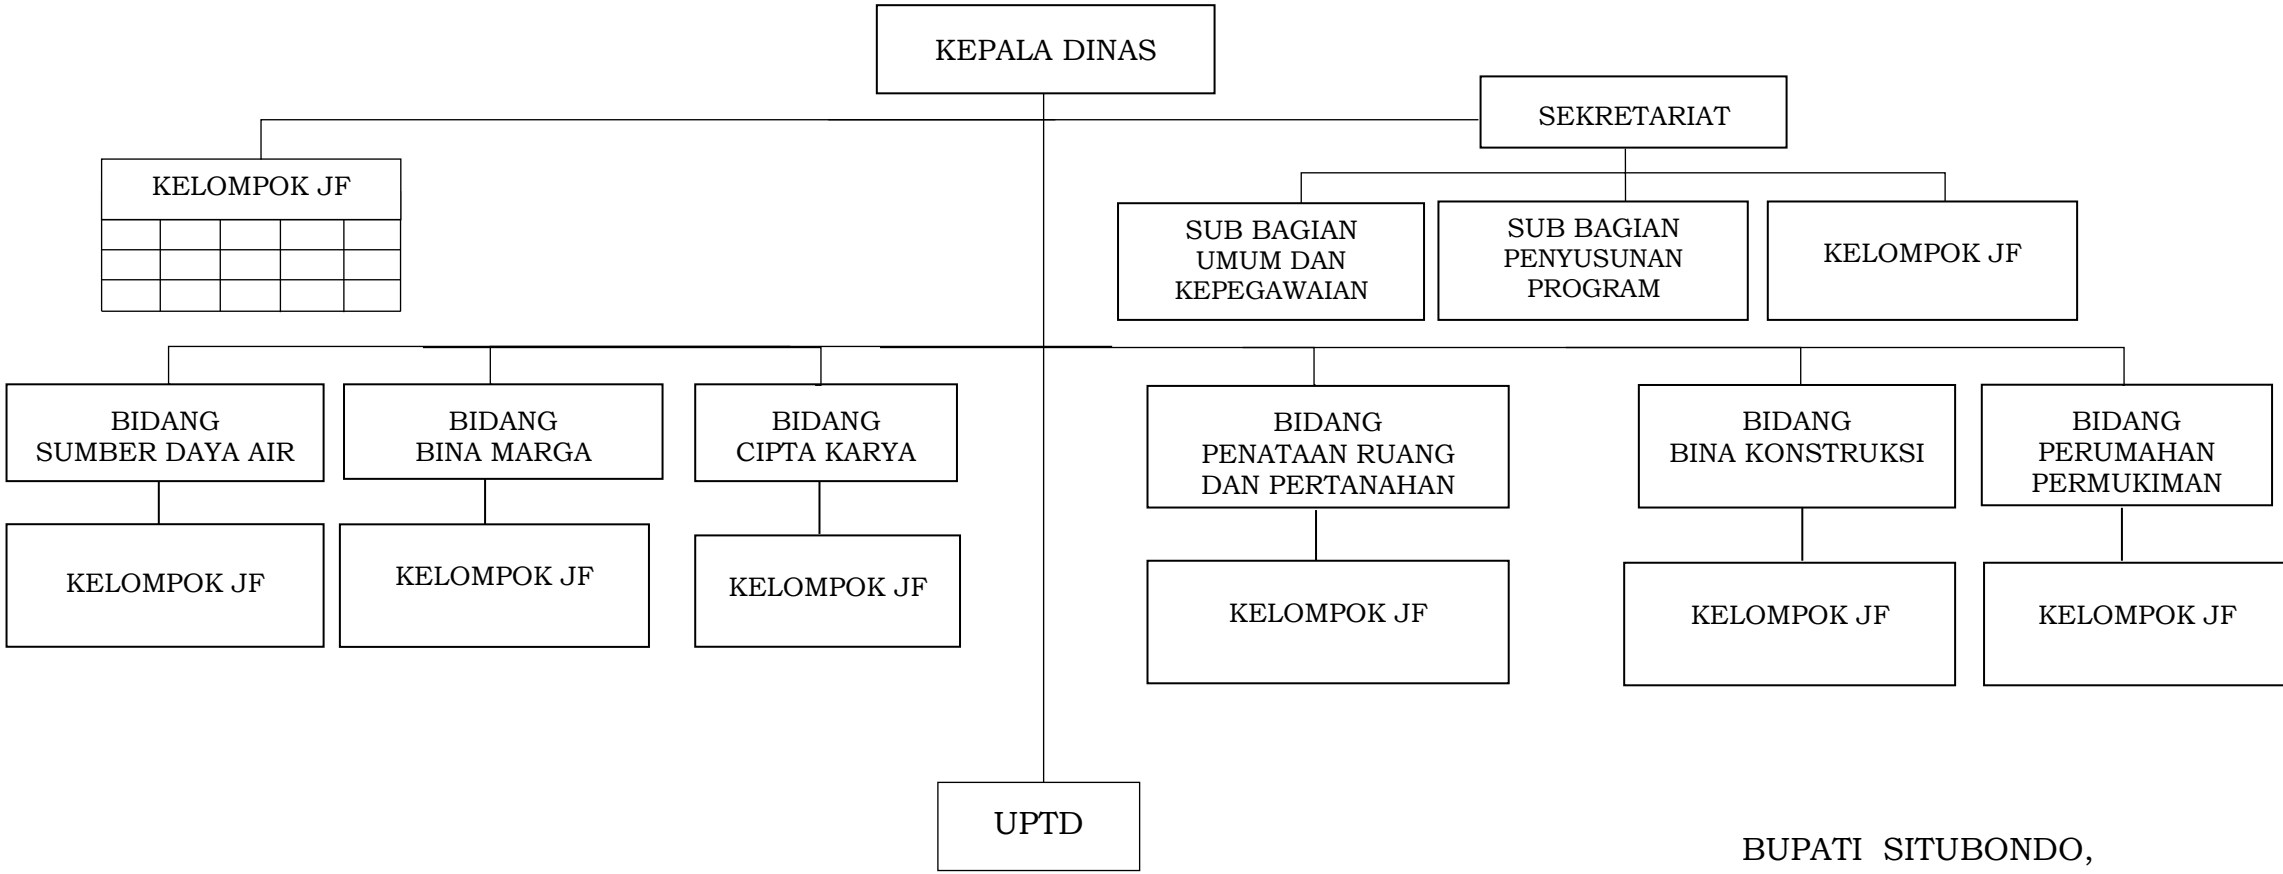 KEPALA DINAS
SEKRETARIAT
KELOMPOK JF
SUB BAGIAN
UMUM DAN
KEPEGAWAIAN
SUB BAGIAN
PENYUSUNAN
PROGRAM
KELOMPOK JF
BIDANG
SUMBER DAYA AIR
BIDANG
BINA MARGA
BIDANG
CIPTA KARYA
BIDANG
PENATAAN RUANG
DAN PERTANAHAN
BIDANG
BINA KONSTRUKSI
BIDANG
PERUMAHAN
PERMUKIMAN
KELOMPOK JF
KELOMPOK JF
KELOMPOK JF
KELOMPOK JF
KELOMPOK JF
KELOMPOK JF
UPTD
BUPATI SITUBONDO,